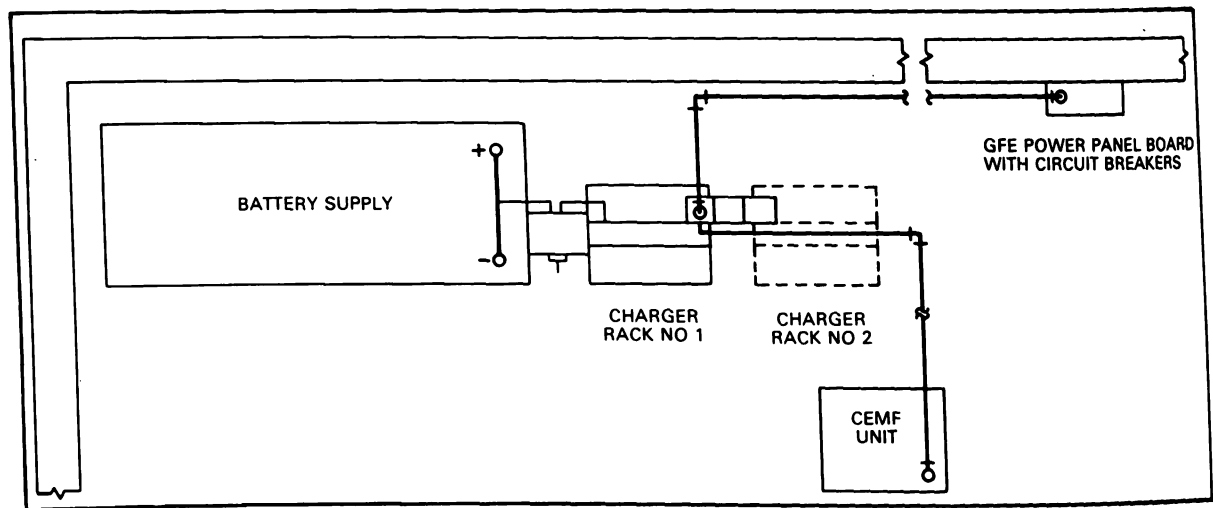 BATTERY SUPPLY
+
-
GFE POWER PANEL BOARD
WITH CIRCUIT BREAKERS
CHARGER
RACK NO 1
CHARGER
RACK NO 2
CEMF
UNIT